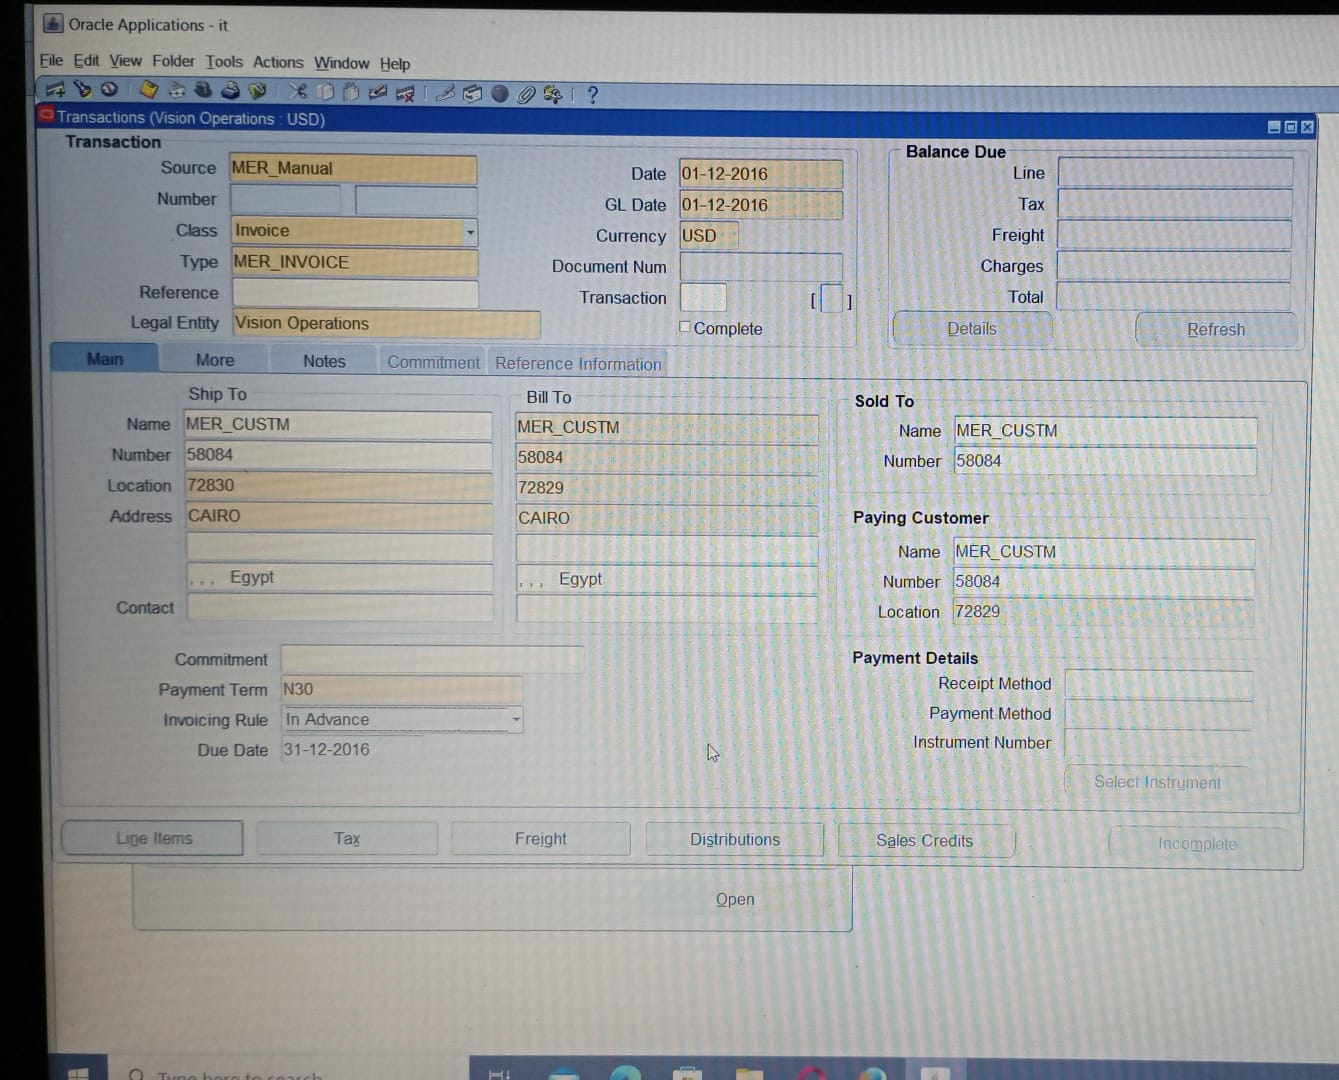 Oracle Applications - it
File Edit View Folder Tools Actions Window Help
Transactions (Vision Operations : USD)
Transaction
Source MER_Manual
Number
Class Invoice
Type MER_INVOICE
Reference
Legal Entity Vision Operations
Date 01-12-2016
GL Date 01-12-2016
Currency USD
Document Num
Transaction [ ]
Complete
Balance Due
Line
Tax
Freight
Charges
Total
Details Refresh
Main More Notes Commitment Reference Information
Ship To
Name MER_CUSTM
Number 58084
Location 72830
Address CAIRO
, , , Egypt
Contact
Bill To
MER_CUSTM
58084
72829
CAIRO
, , , Egypt
Sold To
Name MER_CUSTM
Number 58084
Paying Customer
Name MER_CUSTM
Number 58084
Location 72829
Commitment
Payment Term N30
Invoicing Rule In Advance
Due Date 31-12-2016
Payment Details
Receipt Method
Payment Method
Instrument Number
Select Instrument
Line Items Tax Freight Distributions Sales Credits Incomplete
Open
Type here to search